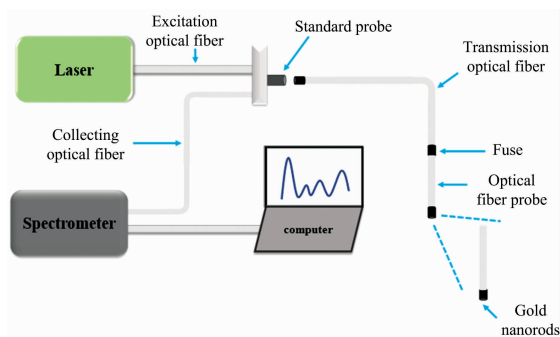 Excitation
optical fiber
Standard probe
Transmission
optical fiber
Laser
Collecting
optical fiber
Fuse
Optical
fiber probe
Spectrometer
computer
Gold
nanorods